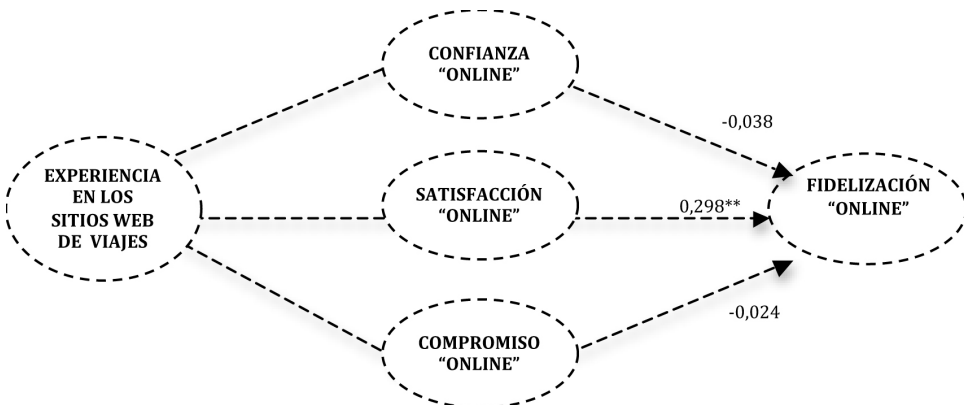 CONFIANZA
“ONLINE”
-0,038
EXPERIENCIA
EN LOS
SITIOS WEB
DE VIAJES
SATISFACCIÓN
“ONLINE”
0,298**
FIDELIZACIÓN
“ONLINE”
-0,024
COMPROMISO
“ONLINE”